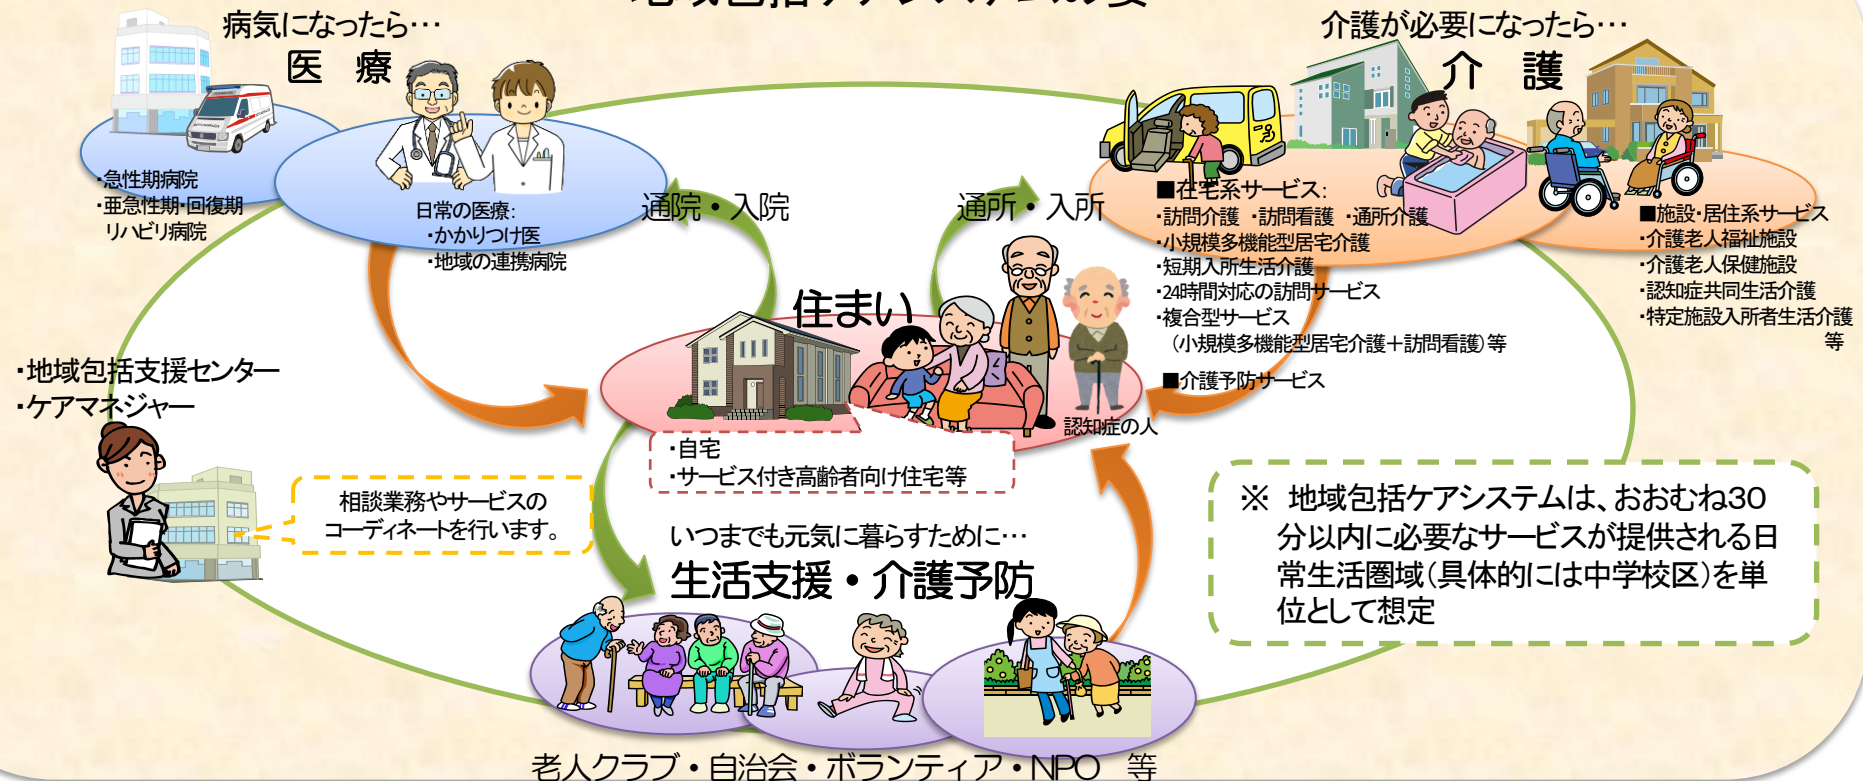 地域包括ケアシステムの姿
病気になったら…
医 療
・急性期病院
・亜急性期・回復期
リハビリ病院
日常の医療：
・かかりつけ医
・地域の連携病院
通院・入院
通所・入所
介護が必要になったら…
介 護
■在宅系サービス：
・訪問介護 ・訪問看護 ・通所介護
・小規模多機能型居宅介護
・短期入所生活介護
・24時間対応の訪問サービス
・複合型サービス
（小規模多機能型居宅介護＋訪問看護）等
■介護予防サービス
■施設・居住系サービス
・介護老人福祉施設
・介護老人保健施設
・認知症共同生活介護
・特定施設入所者生活介護
等
住まい
認知症の人
・自宅
・サービス付き高齢者向け住宅等
・地域包括支援センター
・ケアマネジャー
相談業務やサービスの
コーディネートを行います。
いつまでも元気に暮らすために…
生活支援・介護予防
老人クラブ・自治会・ボランティア・NPO 等
※ 地域包括ケアシステムは、おおむね30
分以内に必要なサービスが提供される日
常生活圏域（具体的には中学校区）を単
位として想定